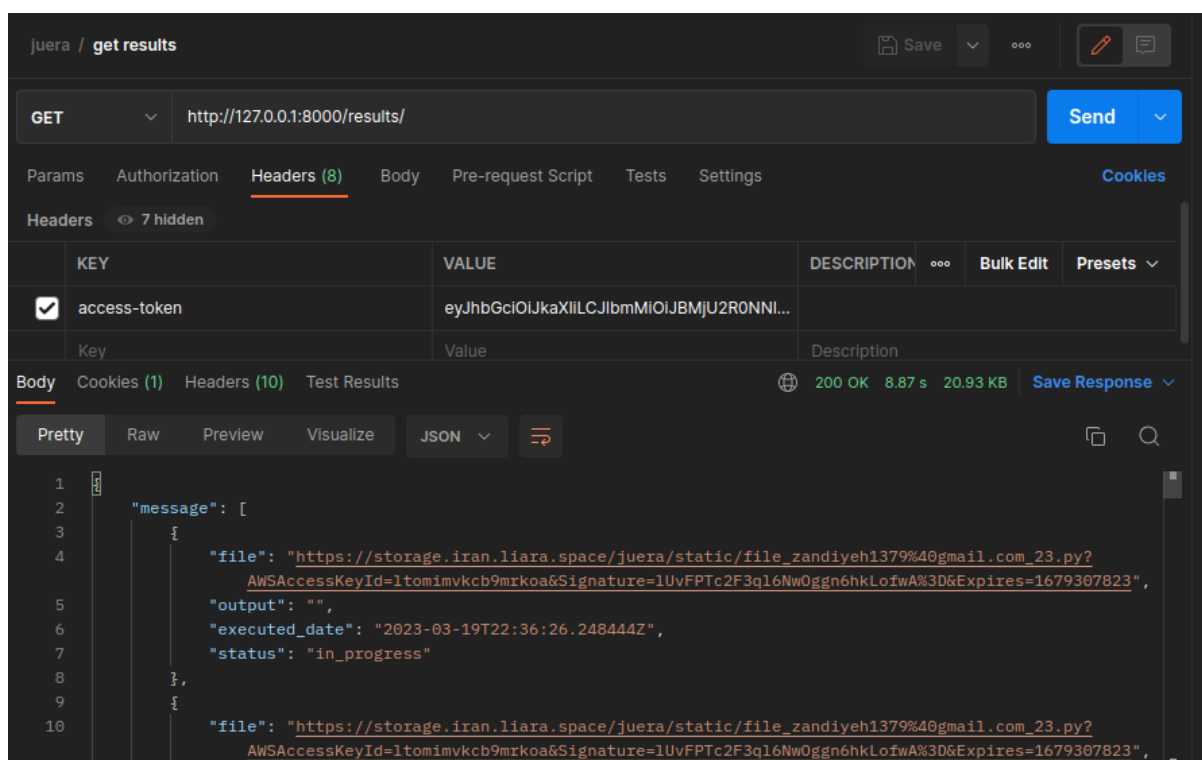 juera / get results
Save
GET http://127.0.0.1:8000/results/ Send
Params Authorization Headers (8) Body Pre-request Script Tests Settings Cookies
Headers 7 hidden
KEY VALUE DESCRIPTION Bulk Edit Presets
access-token eyJhbGciOiJkaXIiLCJlbmMiOiJBMjU2R0NNI...
Key Value Description
Body Cookies (1) Headers (10) Test Results 200 OK 8.87 s 20.93 KB Save Response
Pretty Raw Preview Visualize JSON
1 {
2 "message": [
3 {
4 "file": "https://storage.iran.liara.space/juera/static/file_zandiyeh1379%40gmail.com_23.py?
AWSAccessKeyId=ltomimvkcb9mrkoa&Signature=lUvFPTc2F3ql6NwOggn6hkLofwA%3D&Expires=1679307823",
5 "output": "",
6 "executed_date": "2023-03-19T22:36:26.248444Z",
7 "status": "in_progress"
8 },
9 {
10 "file": "https://storage.iran.liara.space/juera/static/file_zandiyeh1379%40gmail.com_23.py?
AWSAccessKeyId=ltomimvkcb9mrkoa&Signature=lUvFPTc2F3ql6NwOggn6hkLofwA%3D&Expires=1679307823",